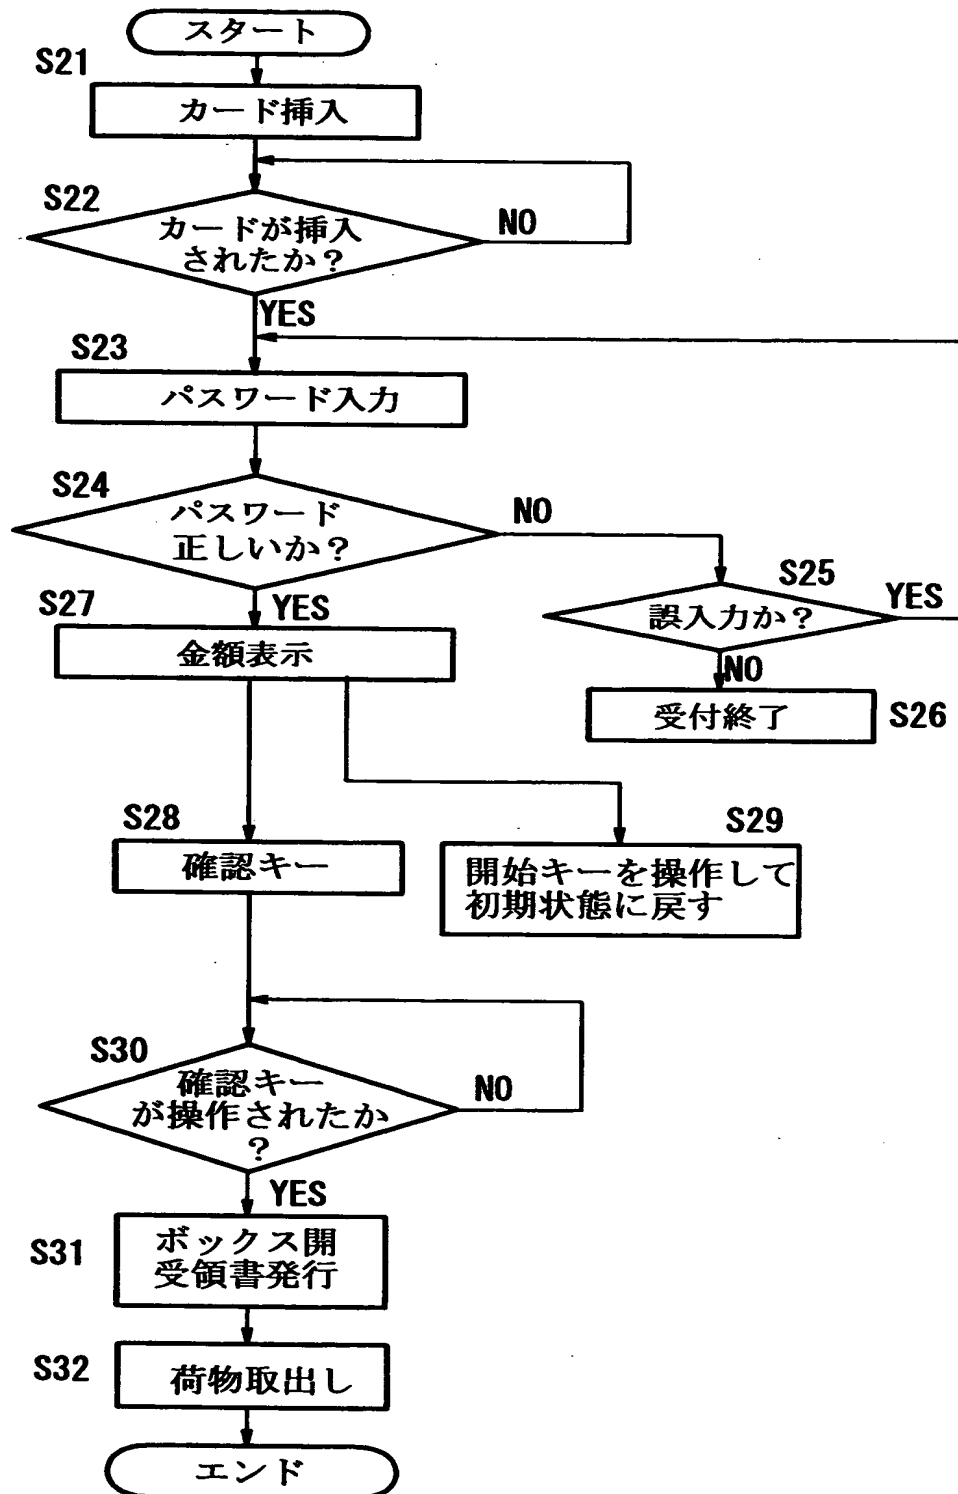 スタート
S21
カード挿入
S22
カードが挿入
されたか?
NO
YES
S23
パスワード入力
S24
パスワード
正しいか?
NO
YES
S25
誤入力か?
YES
NO
S26
受付終了
S27
金額表示
S28
確認キー
S29
開始キーを操作して
初期状態に戻す
S30
確認キー
が操作されたか
?
NO
YES
S31
ボックス開
受領書発行
S32
荷物取出し
エンド